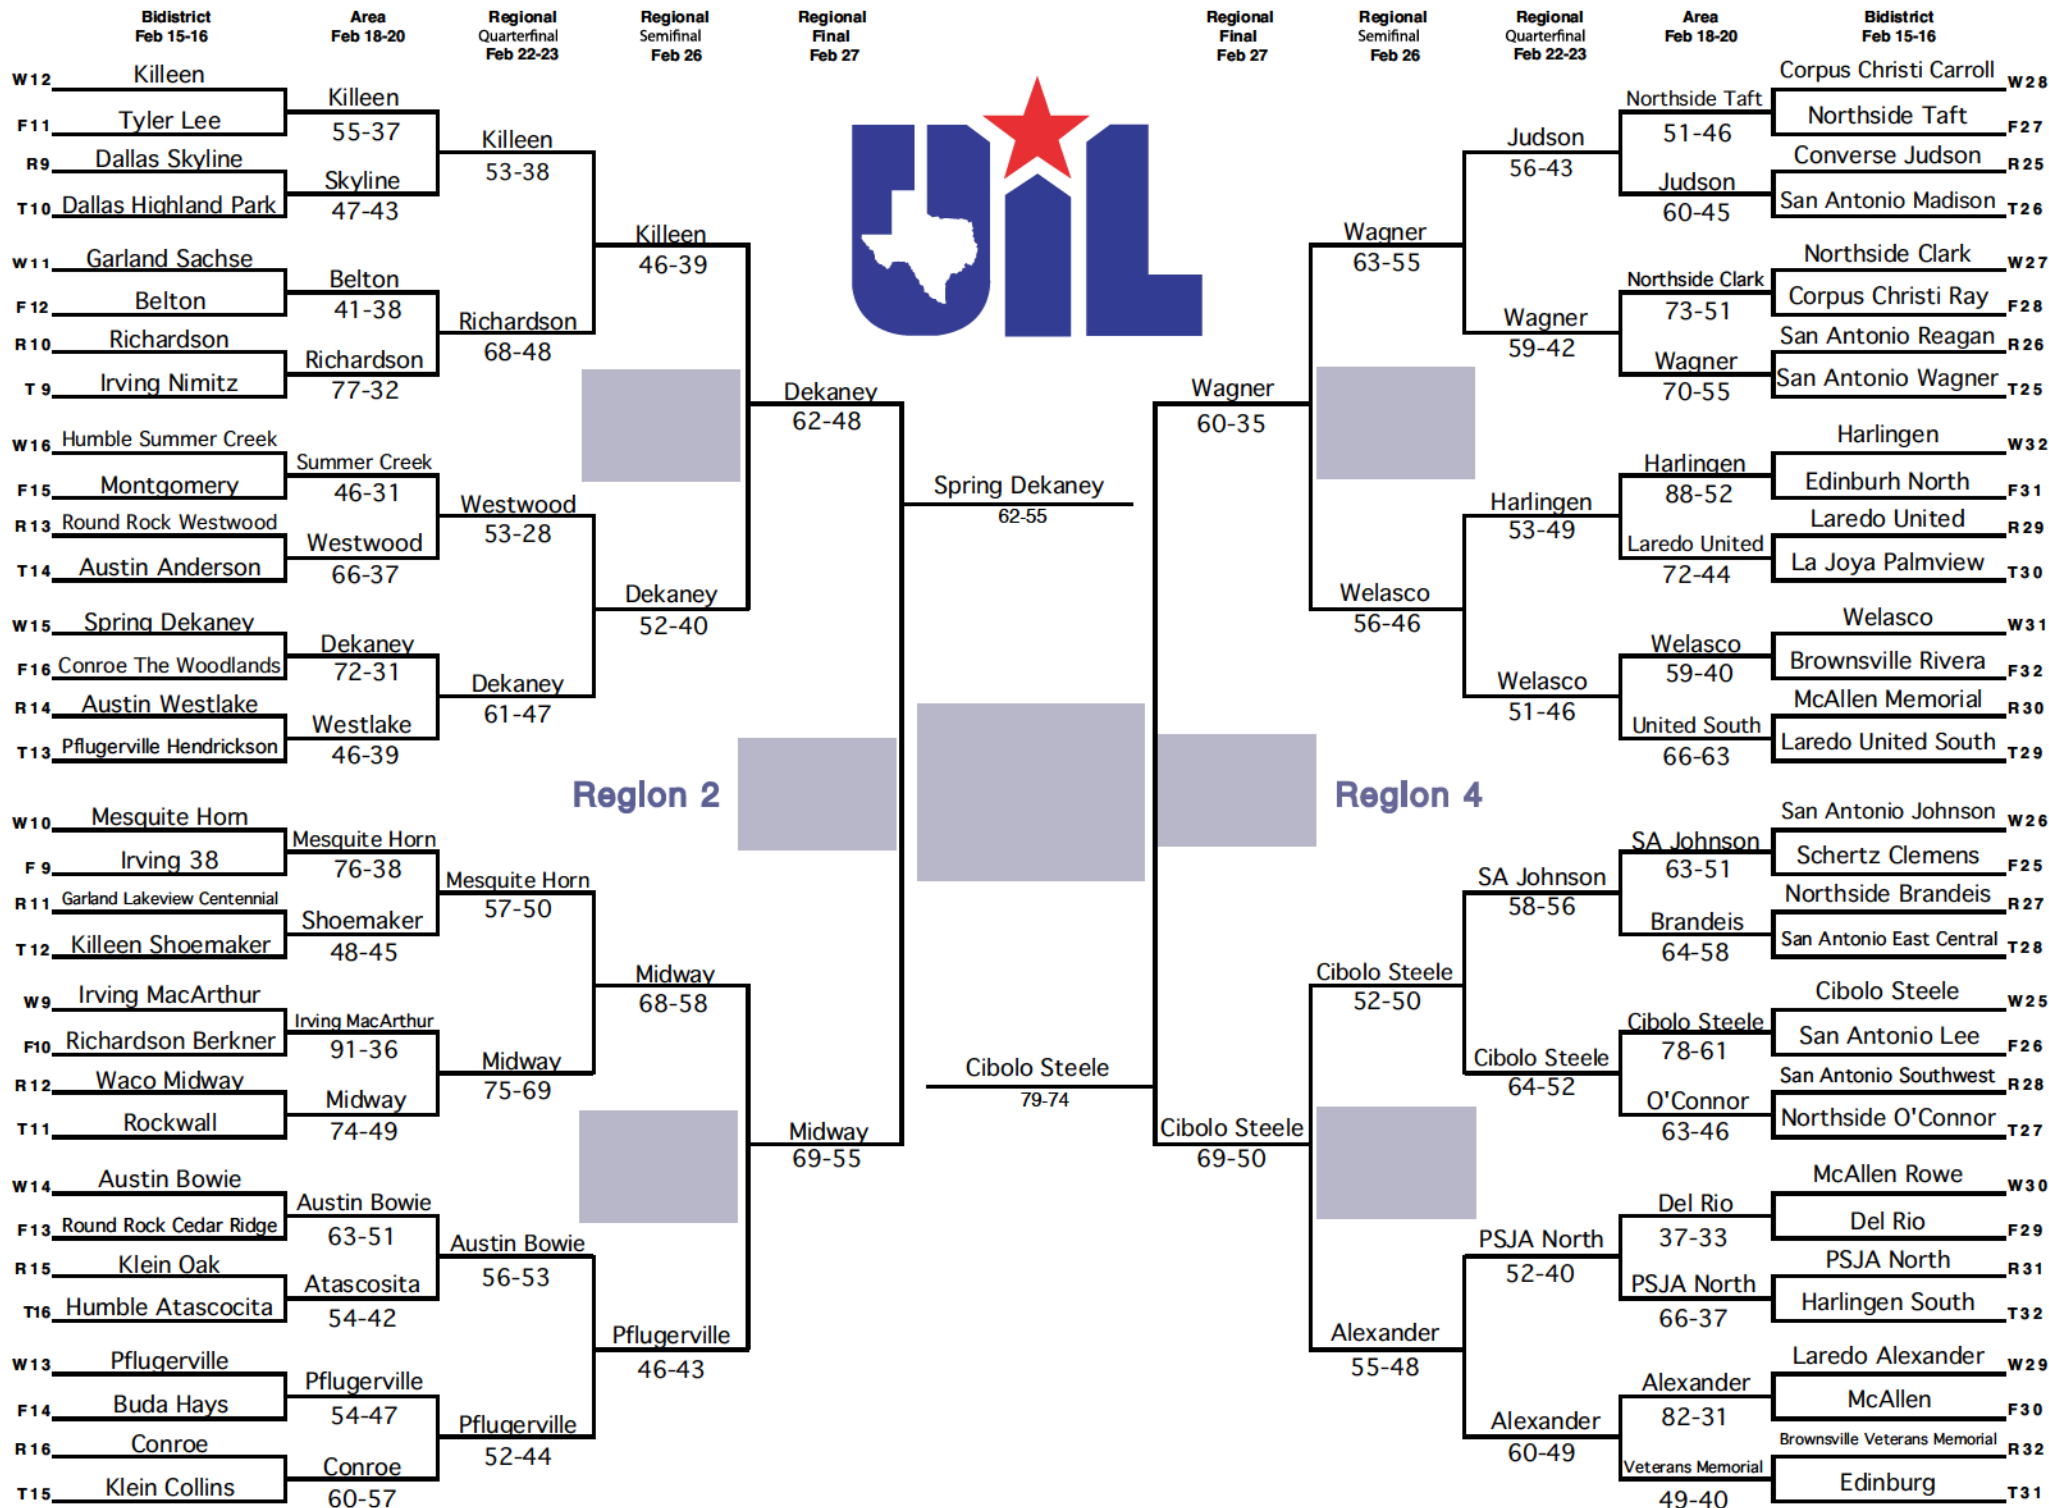 Bidistrict
Feb 15-16
Area
Feb 18-20
Regional
Quarterfinal
Feb 22-23
Regional
Semifinal
Feb 26
Regional
Final
Feb 27
Regional
Final
Feb 27
Regional
Semifinal
Feb 26
Regional
Quarterfinal
Feb 22-23
Area
Feb 18-20
Bidistrict
Feb 15-16
UIL
W12 Killeen
F11 Tyler Lee
R9 Dallas Skyline
T10 Dallas Highland Park
W11 Garland Sachse
F12 Belton
R10 Richardson
T9 Irving Nimitz
W16 Humble Summer Creek
F15 Montgomery
R13 Round Rock Westwood
T14 Austin Anderson
W15 Spring Dekaney
F16 Conroe The Woodlands
R14 Austin Westlake
T13 Pflugerville Hendrickson
W10 Mesquite Horn
F9 Irving 38
R11 Garland Lakeview Centennial
T12 Killeen Shoemaker
W9 Irving MacArthur
F10 Richardson Berkner
R12 Waco Midway
T11 Rockwall
W14 Austin Bowie
F13 Round Rock Cedar Ridge
R15 Klein Oak
T16 Humble Atascocita
W13 Pflugerville
F14 Buda Hays
R16 Conroe
T15 Klein Collins
Killeen
55-37
Skyline
47-43
Belton
41-38
Richardson
77-32
Summer Creek
46-31
Westwood
66-37
Dekaney
72-31
Westlake
46-39
Mesquite Horn
76-38
Shoemaker
48-45
Irving MacArthur
91-36
Midway
74-49
Austin Bowie
63-51
Atascosita
54-42
Pflugerville
54-47
Conroe
60-57
Killeen
53-38
Richardson
68-48
Westwood
53-28
Dekaney
61-47
Mesquite Horn
57-50
Midway
75-69
Austin Bowie
56-53
Pflugerville
52-44
Killeen
46-39
Dekaney
52-40
Midway
68-58
Pflugerville
46-43
Dekaney
62-48
Midway
69-55
Region 2
Spring Dekaney
62-55
Cibolo Steele
79-74
Region 4
Wagner
60-35
Cibolo Steele
69-50
Wagner
63-55
Welasco
56-46
Cibolo Steele
52-50
Alexander
55-48
Judson
56-43
Wagner
59-42
Harlingen
53-49
Welasco
51-46
SA Johnson
58-56
Cibolo Steele
64-52
PSJA North
52-40
Alexander
60-49
Northside Taft
51-46
Judson
60-45
Northside Clark
73-51
Wagner
70-55
Harlingen
88-52
Laredo United
72-44
Welasco
59-40
United South
66-63
SA Johnson
63-51
Brandeis
64-58
Cibolo Steele
78-61
O'Connor
63-46
Del Rio
37-33
PSJA North
66-37
Alexander
82-31
Veterans Memorial
49-40
Corpus Christi Carroll W28
Northside Taft F27
Converse Judson R25
San Antonio Madison T26
Northside Clark W27
Corpus Christi Ray F28
San Antonio Reagan R26
San Antonio Wagner T25
Harlingen W32
Edinburh North F31
Laredo United R29
La Joya Palmview T30
Welasco W31
Brownsville Rivera F32
McAllen Memorial R30
Laredo United South T29
San Antonio Johnson W26
Schertz Clemens F25
Northside Brandeis R27
San Antonio East Central T28
Cibolo Steele W25
San Antonio Lee F26
San Antonio Southwest R28
Northside O'Connor T27
McAllen Rowe W30
Del Rio F29
PSJA North R31
Harlingen South T32
Laredo Alexander W29
McAllen F30
Brownsville Veterans Memorial R32
Edinburg T31